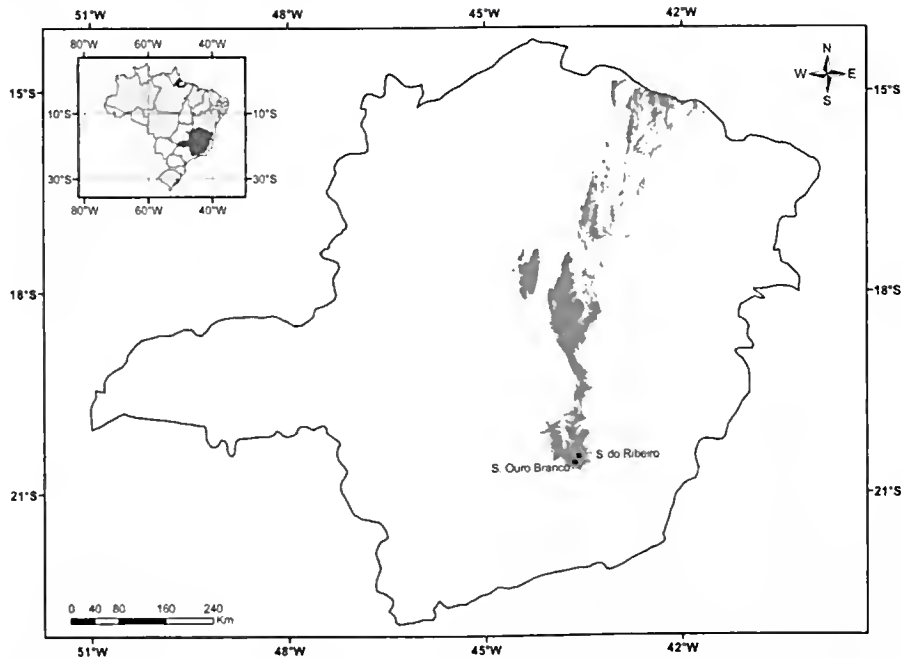 51°W 48°W 45°W 42°W
80°W 60°W 40°W
N
W E
S
15°S 15°S
10°S 10°S
30°S 30°S
80°W 60°W 40°W
18°S 18°S
S do Ribeiro
S. Ouro Branco
21°S 21°S
0 40 80 160 240
Km
51°W 48°W 45°W 42°W